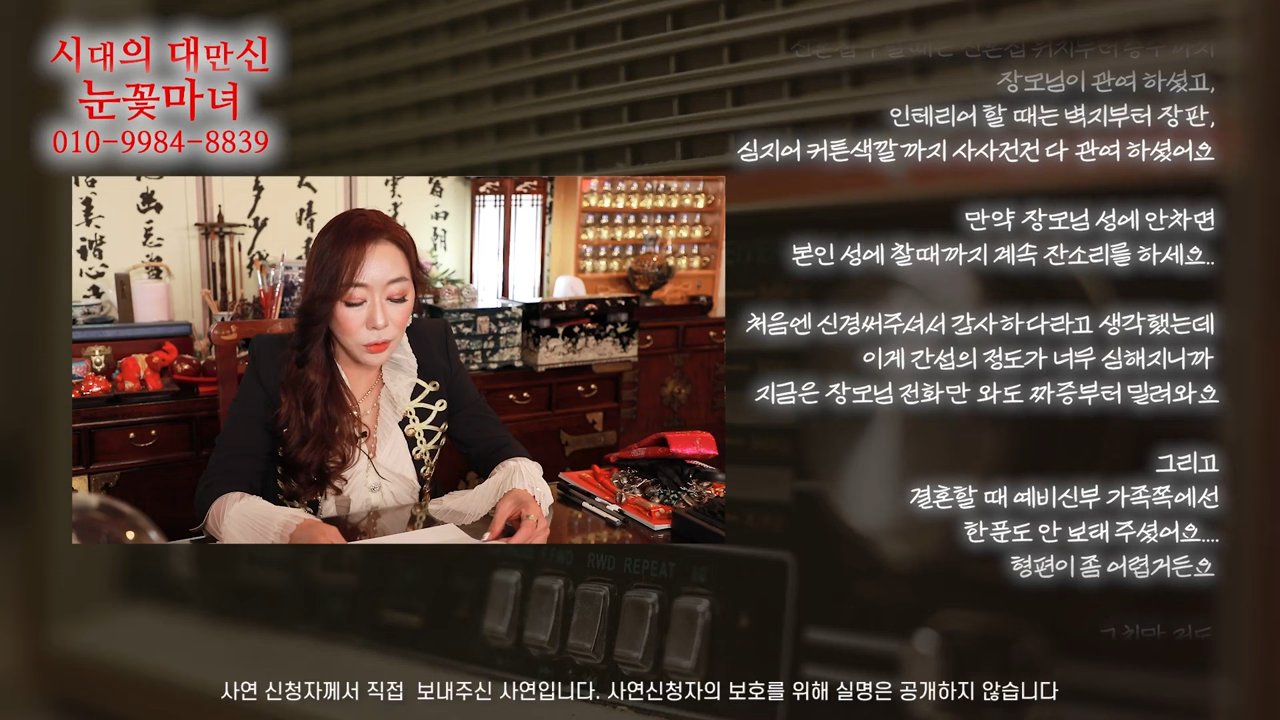 시대의 대만신
눈꽃마녀
010-9984-8839
장모님이 관여 하셨고,
인테리어 할 때는 벽지부터 장판,
심지어 커튼색깔까지 사사건건 다 관여 하셨어요
만약 장모님 성에 안차면
본인 성에 찰때까지 계속 잔소리를 하세요..
처음엔 신경써주셔서 감사하다라고 생각했는데
이게 간섭의 정도가 너무 심해지니까
지금은 장모님 전화만 와도 짜증부터 밀려와요
그리고
결혼할 때 예비신부 가족쪽에선
한푼도 안 보태 주셨어요....
형편이 좀 어렵거든요
RWD REPEAT
사연 신청자께서 직접 보내주신 사연입니다. 사연신청자의 보호를 위해 실명은 공개하지 않습니다